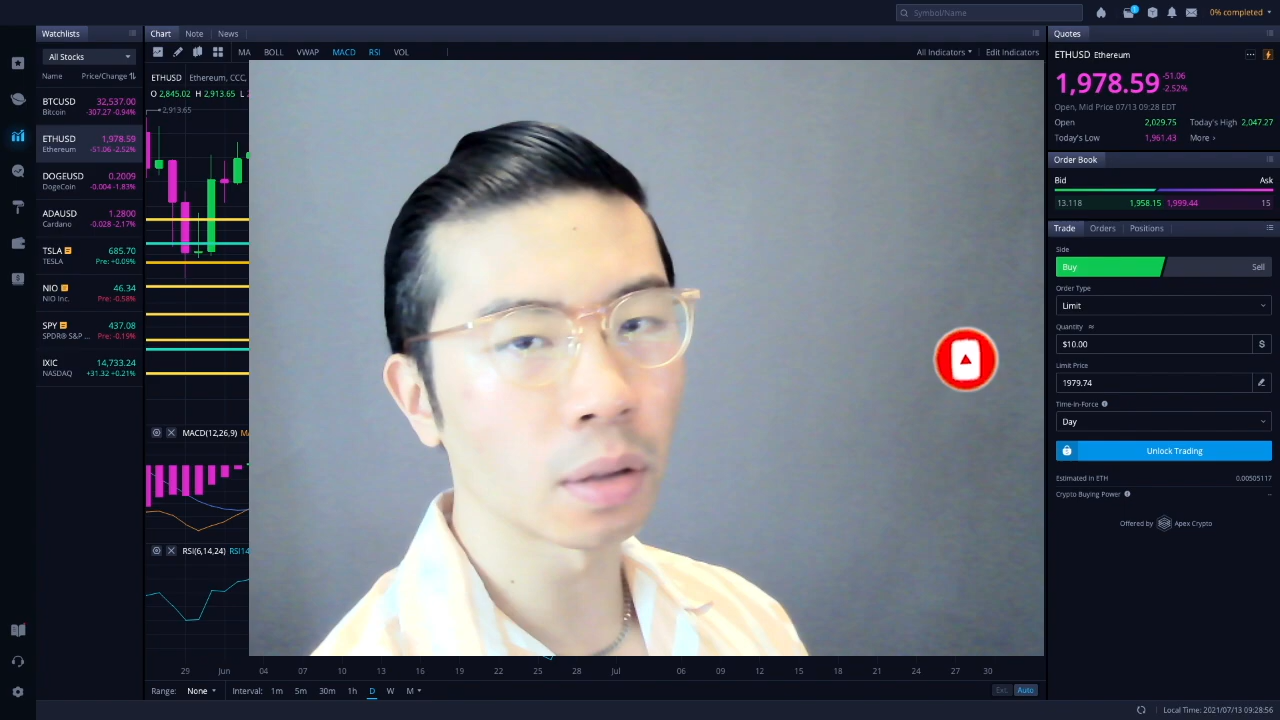 Symbol/Name
0% completed
Watchlists
Chart Note News
Quotes
All Stocks
MA BOLL VWAP MACD RSI VOL
All Indicators Edit Indicators
ETHUSD Ethereum
Name Price/Change
ETHUSD Ethereum, CCC,
1,978.59 -51.06 -2.52%
O 2,845.02 H 2,913.65 L
BTCUSD 32,537.00
Bitcoin -307.27 -0.94%
2,913.65
Open, Mid Price 07/13 09:28 EDT
Open 2,029.75 Today's High 2,047.27
Today's Low 1,961.43 More
ETHUSD 1,978.59
Ethereum -51.06 -2.52%
Order Book
Bid Ask
13.118 1,958.15 1,999.44 15
DOGEUSD 0.2009
DogeCoin -0.004 -1.83%
ADAUSD 1.2800
Cardano -0.028 -2.17%
Trade Orders Positions
Side
Buy Sell
TSLA 685.70
TESLA Pre: +0.09%
Order Type
Limit
NIO 46.34
NIO Inc. Pre: -0.58%
Quantity
$10.00 $
SPY 437.08
SPDR® S&P ... Pre: -0.19%
Limit Price
1979.74
IXIC 14,733.24
NASDAQ +31.32 +0.21%
Time-In-Force
Day
MACD(12,26,9)
Unlock Trading
Estimated in ETH 0.00505117
Crypto Buying Power --
Offered by Apex Crypto
RSI(6,14,24) RSI14
29 Jun 04 07 10 13 16 19 22 25 28 Jul 06 09 12 15 18 21 24 27 30
Range: None Interval: 1m 5m 30m 1h D W M
Ext. Auto
Local Time: 2021/07/13 09:28:56